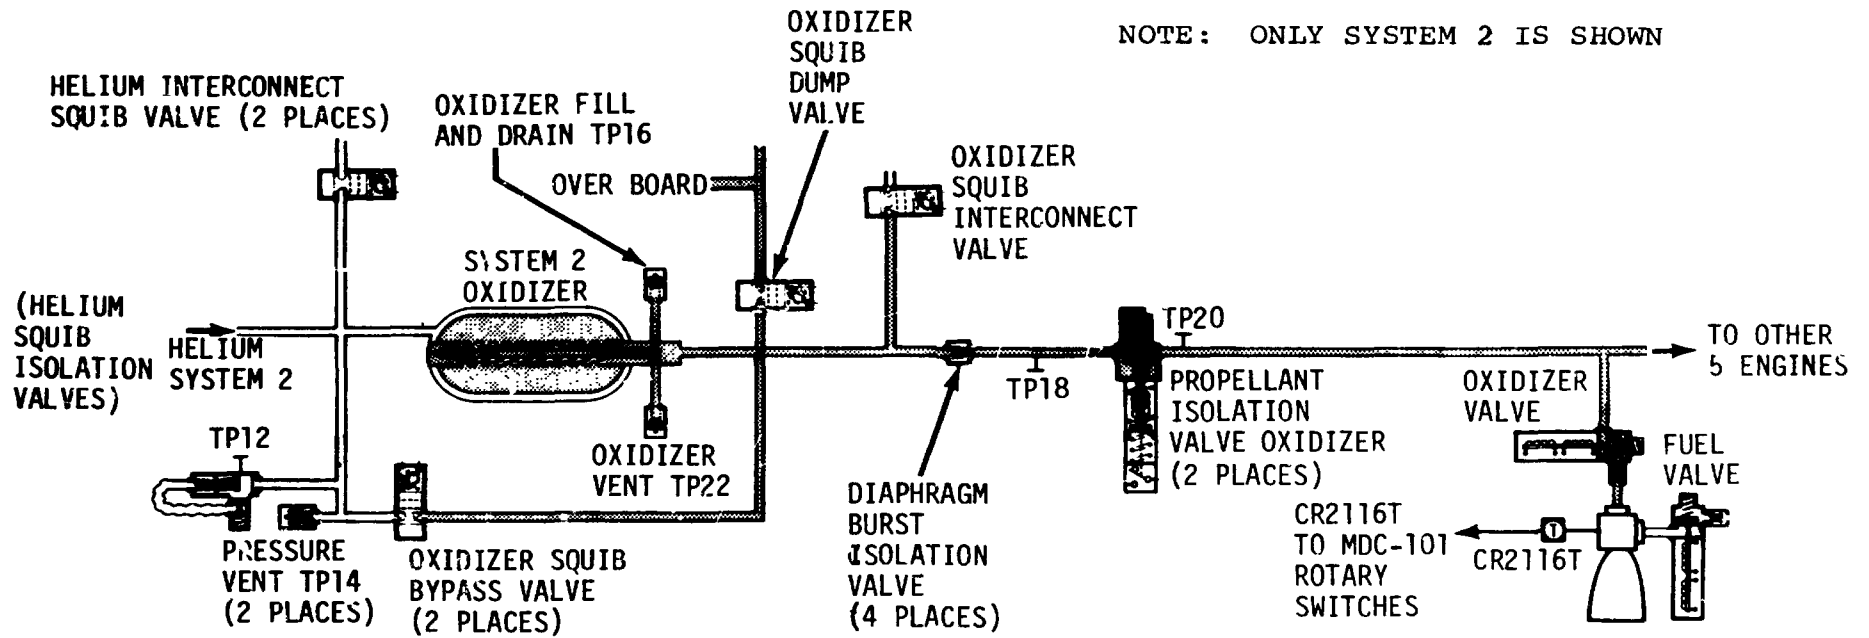 NOTE: ONLY SYSTEM 2 IS SHOWN
OXIDIZER
SQUIB
DUMP
VALVE
HELIUM INTERCONNECT
SQUIB VALVE (2 PLACES)
OXIDIZER FILL
AND DRAIN TP16
OVER BOARD
OXIDIZER
SQUIB
INTERCONNECT
VALVE
SYSTEM 2
OXIDIZER
(HELIUM
SQUIB
ISOLATION
VALVES)
HELIUM
SYSTEM 2
TP20
TO OTHER
5 ENGINES
TP18
PROPELLANT
ISOLATION
VALVE OXIDIZER
(2 PLACES)
OXIDIZER
VALVE
FUEL
VALVE
TP12
OXIDIZER
VENT TP22
PRESSURE
VENT TP14
(2 PLACES)
OXIDIZER SQUIB
BYPASS VALVE
(2 PLACES)
DIAPHRAGM
BURST
ISOLATION
VALVE
(4 PLACES)
CR2116T
TO MDC-101
ROTARY
SWITCHES
T
CR2116T